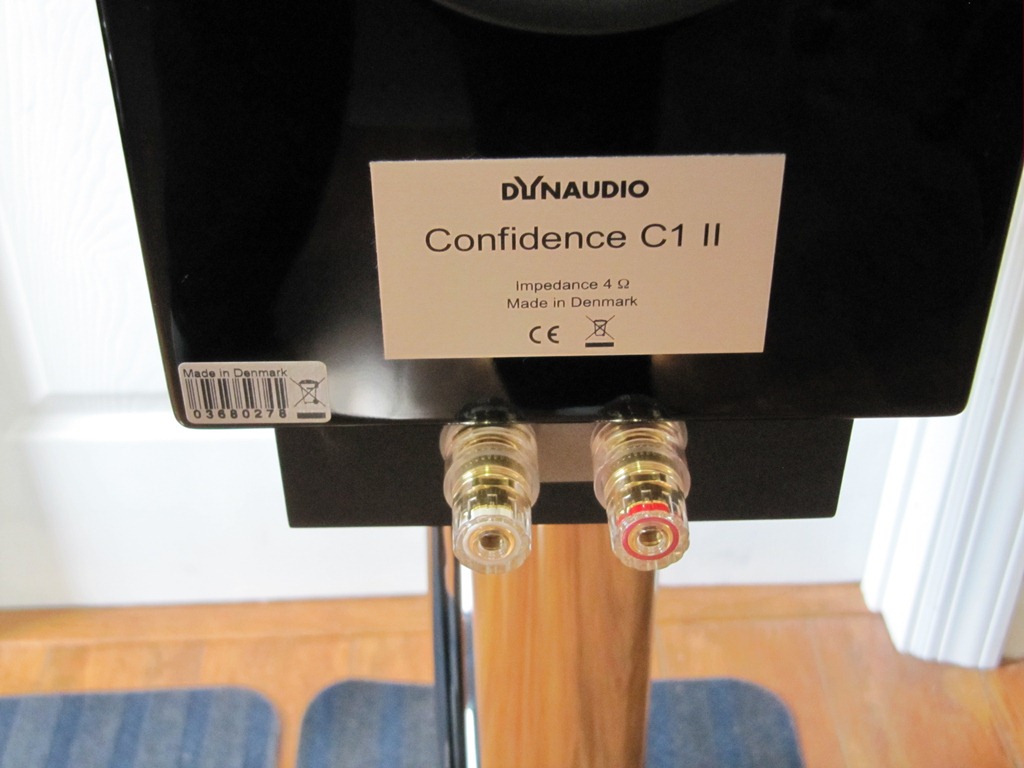 DYNAUDIO
Confidence C1 II
Impedance 4 Ω
Made in Denmark
CE
Made in Denmark
03680278